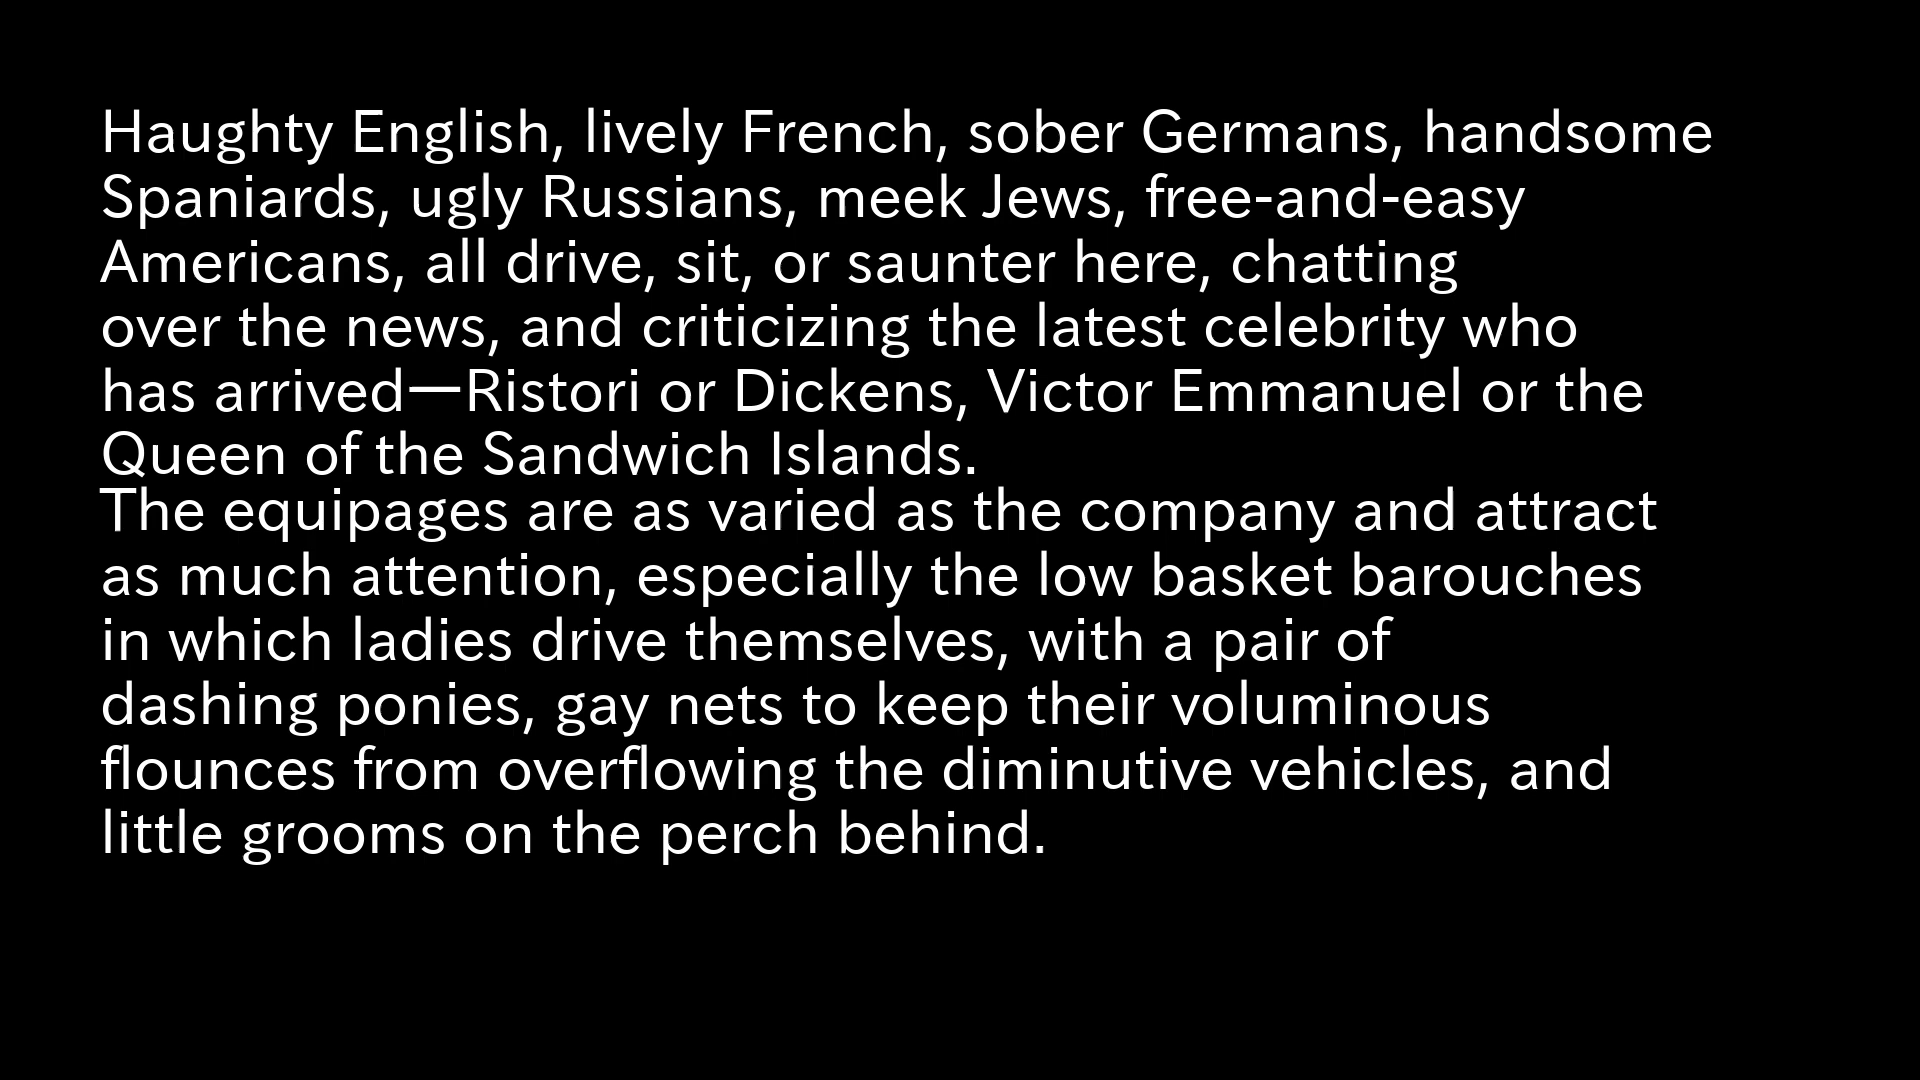 Haughty English, lively French, sober Germans, handsome
Spaniards, ugly Russians, meek Jews, free-and-easy
Americans, all drive, sit, or saunter here, chatting
over the news, and criticizing the latest celebrity who
has arrived—Ristori or Dickens, Victor Emmanuel or the
Queen of the Sandwich Islands.
The equipages are as varied as the company and attract
as much attention, especially the low basket barouches
in which ladies drive themselves, with a pair of
dashing ponies, gay nets to keep their voluminous
flounces from overflowing the diminutive vehicles, and
little grooms on the perch behind.